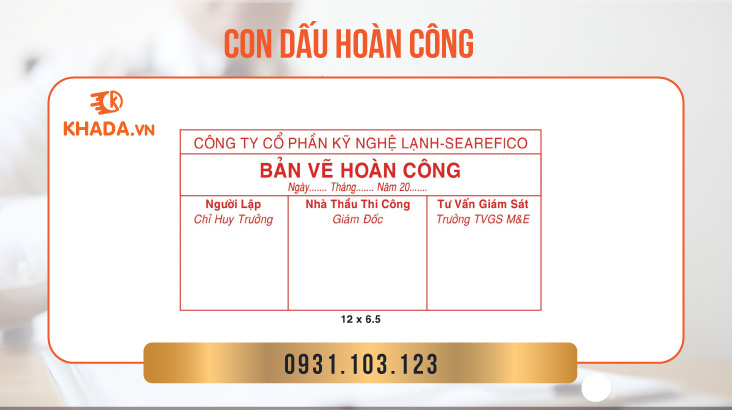 CON DẤU HOÀN CÔNG
KHADA.VN
CÔNG TY CỔ PHẦN KỸ NGHỆ LẠNH-SEAREFICO
BẢN VẼ HOÀN CÔNG
Ngày....... Tháng....... Năm 20.......
Người Lập
Chỉ Huy Trưởng
Nhà Thầu Thi Công
Giám Đốc
Tư Vấn Giám Sát
Trưởng TVGS M&E
12 x 6.5
0931.103.123